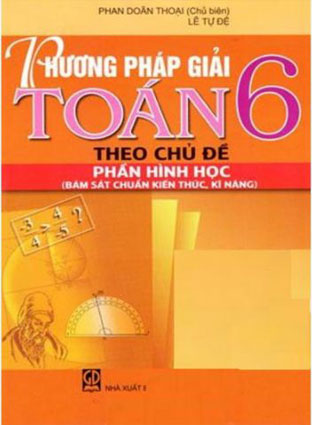 PHAN DOÃN THOẠI (Chủ biên)
LÊ TỰ ĐỆ
PHƯƠNG PHÁP GIẢI
TOÁN 6
THEO CHỦ ĐỀ
PHẦN HÌNH HỌC
(BÁM SÁT CHUẨN KIẾN THỨC, KĨ NĂNG)
-3 > 4 ?
4 -5
GD
NHÀ XUẤT